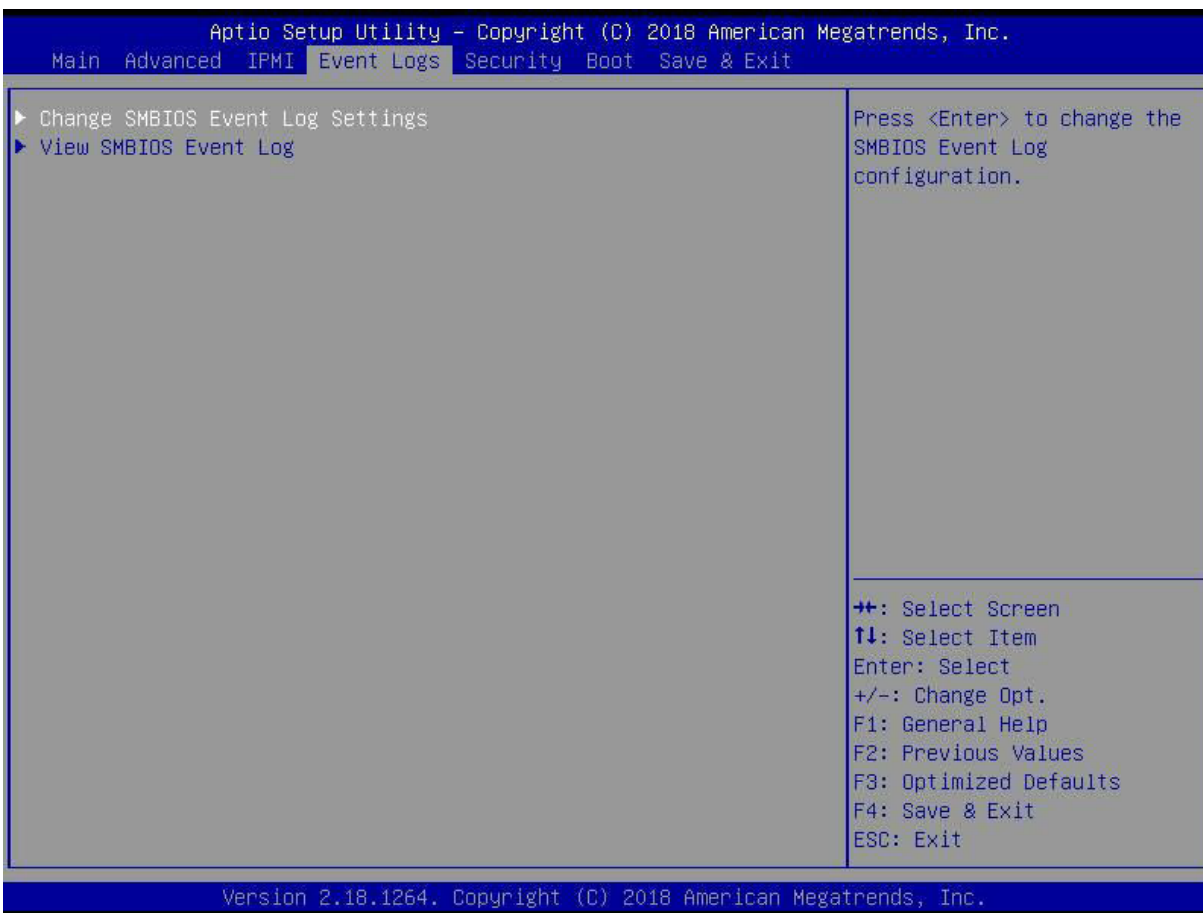 Aptio Setup Utility – Copyright (C) 2018 American Megatrends, Inc.
Main Advanced IPMI Event Logs Security Boot Save & Exit
▶ Change SMBIOS Event Log Settings
▶ View SMBIOS Event Log
Press <Enter> to change the
SMBIOS Event Log
configuration.
→←: Select Screen
↑↓: Select Item
Enter: Select
+/-: Change Opt.
F1: General Help
F2: Previous Values
F3: Optimized Defaults
F4: Save & Exit
ESC: Exit
Version 2.18.1264. Copyright (C) 2018 American Megatrends, Inc.